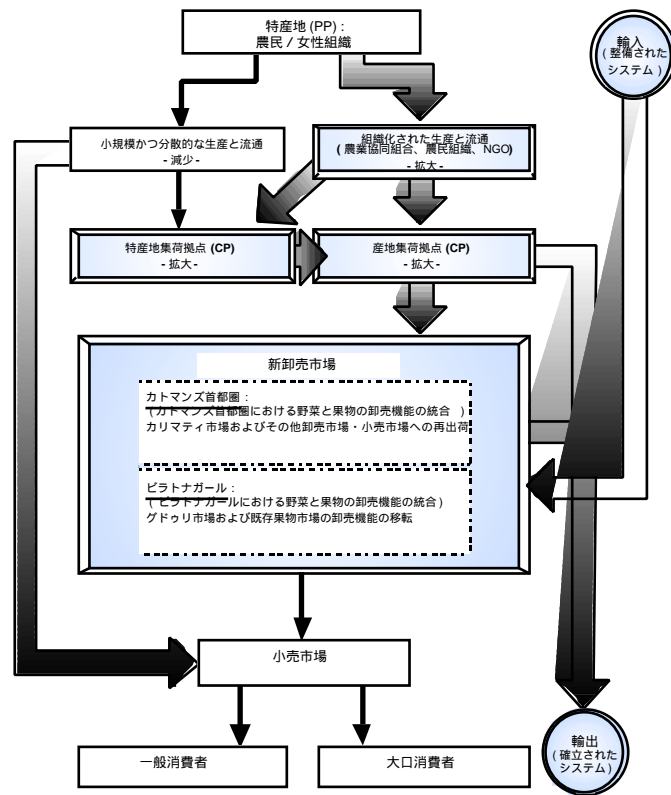 特産地 (PP) :
農民 / 女性組織
輸入
( 整備された
システム )
小規模かつ分散的な生産と流通
- 減少 -
組織化された生産と流通
( 農業協同組合、農民組織、NGO)
- 拡大 -
特産地集荷拠点 (CP)
- 拡大 -
産地集荷拠点 (CP)
- 拡大 -
新卸売市場
カトマンズ首都圏 :
(カトマンズ首都圏における野菜と果物の卸売機能の統合 )
カリマティ市場およびその他卸売市場・小売市場への再出荷
ビラトナガール :
( ビラトナガールにおける野菜と果物の卸売機能の統合 )
グドゥリ市場および既存果物市場の卸売機能の移転
小売市場
一般消費者
大口消費者
輸出
( 確立された
システム )